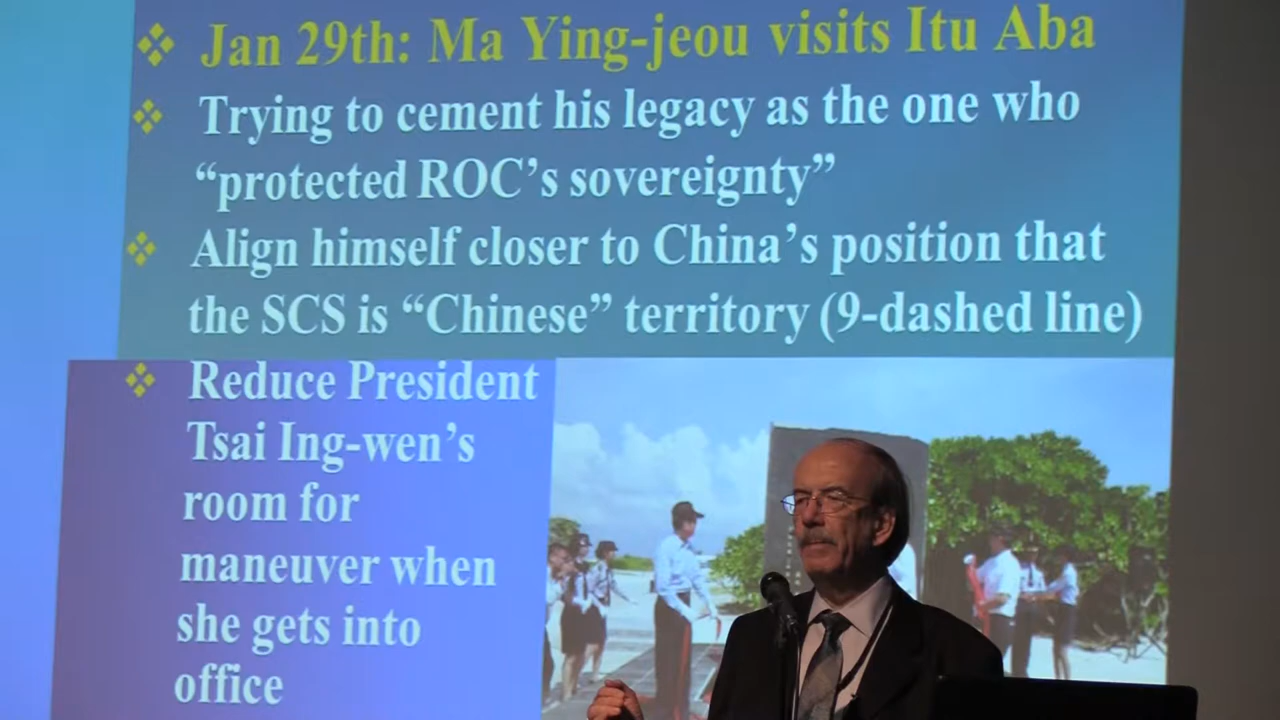 Jan 29th: Ma Ying-jeou visits Itu Aba
Trying to cement his legacy as the one who
“protected ROC’s sovereignty”
Align himself closer to China’s position that
the SCS is “Chinese” territory (9-dashed line)
Reduce President
Tsai Ing-wen’s
room for
maneuver when
she gets into
office